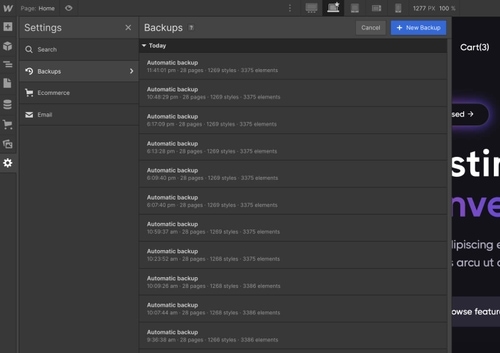 Page: Home
1277 PX 100 %
Settings
Backups
Cancel
+ New Backup
Search
Backups
Ecommerce
Email
Today
Automatic backup
11:41:01 pm · 28 pages · 1269 styles · 3375 elements
Automatic backup
10:48:29 pm · 28 pages · 1269 styles · 3375 elements
Automatic backup
6:17:09 pm · 28 pages · 1269 styles · 3375 elements
Automatic backup
6:13:28 pm · 28 pages · 1269 styles · 3375 elements
Automatic backup
6:09:40 pm · 28 pages · 1269 styles · 3375 elements
Automatic backup
6:07:40 pm · 28 pages · 1269 styles · 3375 elements
Automatic backup
10:59:37 am · 28 pages · 1269 styles · 3375 elements
Automatic backup
10:23:52 am · 28 pages · 1268 styles · 3375 elements
Automatic backup
10:09:28 am · 28 pages · 1268 styles · 3386 elements
Automatic backup
10:07:44 am · 28 pages · 1268 styles · 3386 elements
Automatic backup
9:36:38 am · 28 pages · 1269 styles · 3386 elements
Cart(3)
sed →
stin
nve
dipiscing e
s arcu ut o
owse feature